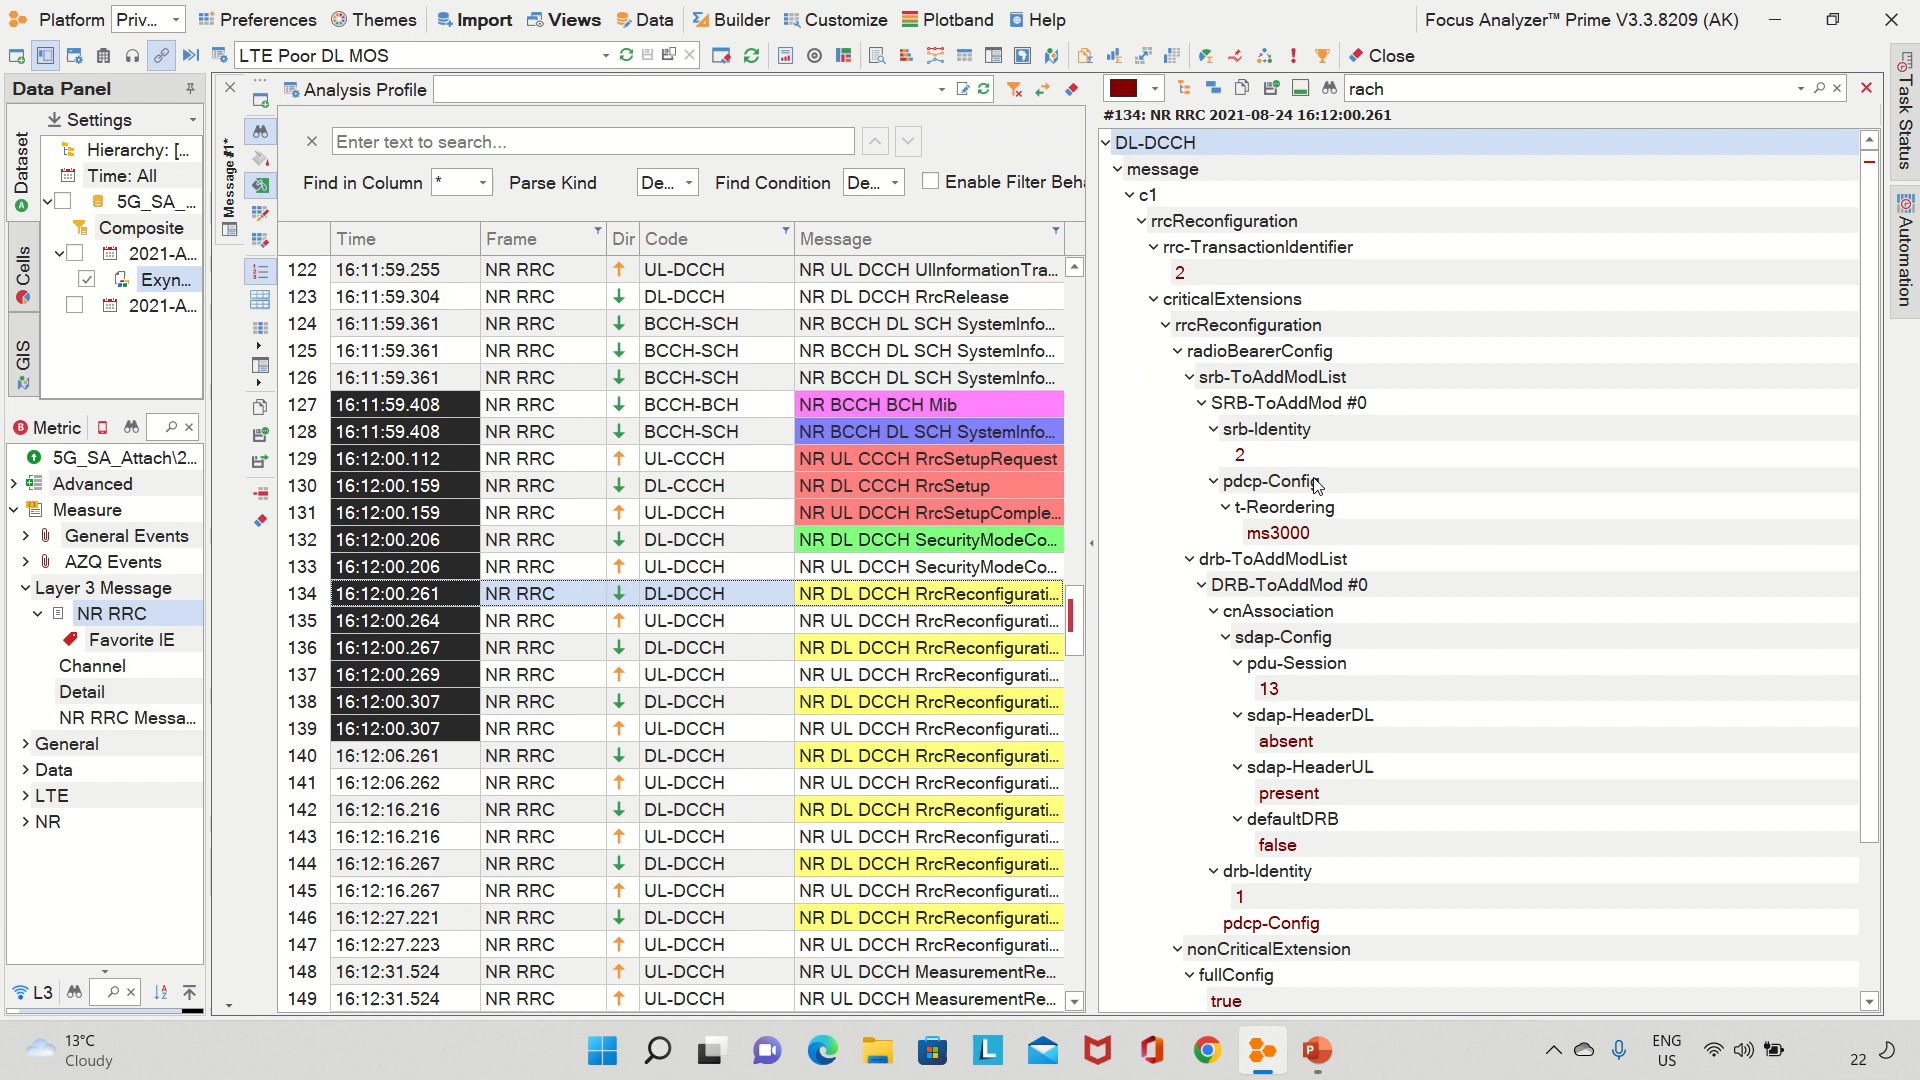 Platform Priv... Preferences Themes Import Views Data Builder Customize Plotband Help Focus Analyzer™ Prime V3.3.8209 (AK)
LTE Poor DL MOS Close
Data Panel
Analysis Profile
rach
#134: NR RRC 2021-08-24 16:12:00.261
Settings
Dataset
Cells
GIS
Hierarchy: [...
Time: All
5G_SA_...
Composite
2021-A...
Exyn...
2021-A...
Message #1*
Enter text to search...
Find in Column * Parse Kind De... Find Condition De... Enable Filter Beha
Time Frame Dir Code Message
122 16:11:59.255 NR RRC UL-DCCH NR UL DCCH UlInformationTra...
123 16:11:59.304 NR RRC DL-DCCH NR DL DCCH RrcRelease
124 16:11:59.361 NR RRC BCCH-SCH NR BCCH DL SCH SystemInfo...
125 16:11:59.361 NR RRC BCCH-SCH NR BCCH DL SCH SystemInfo...
126 16:11:59.361 NR RRC BCCH-SCH NR BCCH DL SCH SystemInfo...
127 16:11:59.408 NR RRC BCCH-BCH NR BCCH BCH Mib
128 16:11:59.408 NR RRC BCCH-SCH NR BCCH DL SCH SystemInfo...
129 16:12:00.112 NR RRC UL-CCCH NR UL CCCH RrcSetupRequest
130 16:12:00.159 NR RRC DL-CCCH NR DL CCCH RrcSetup
131 16:12:00.159 NR RRC UL-DCCH NR UL DCCH RrcSetupComple...
132 16:12:00.206 NR RRC DL-DCCH NR DL DCCH SecurityModeCo...
133 16:12:00.206 NR RRC UL-DCCH NR UL DCCH SecurityModeCo...
134 16:12:00.261 NR RRC DL-DCCH NR DL DCCH RrcReconfigurati...
135 16:12:00.264 NR RRC UL-DCCH NR UL DCCH RrcReconfigurati...
136 16:12:00.267 NR RRC DL-DCCH NR DL DCCH RrcReconfigurati...
137 16:12:00.269 NR RRC UL-DCCH NR UL DCCH RrcReconfigurati...
138 16:12:00.307 NR RRC DL-DCCH NR DL DCCH RrcReconfigurati...
139 16:12:00.307 NR RRC UL-DCCH NR UL DCCH RrcReconfigurati...
140 16:12:06.261 NR RRC DL-DCCH NR DL DCCH RrcReconfigurati...
141 16:12:06.262 NR RRC UL-DCCH NR UL DCCH RrcReconfigurati...
142 16:12:16.216 NR RRC DL-DCCH NR DL DCCH RrcReconfigurati...
143 16:12:16.216 NR RRC UL-DCCH NR UL DCCH RrcReconfigurati...
144 16:12:16.267 NR RRC DL-DCCH NR DL DCCH RrcReconfigurati...
145 16:12:16.267 NR RRC UL-DCCH NR UL DCCH RrcReconfigurati...
146 16:12:27.221 NR RRC DL-DCCH NR DL DCCH RrcReconfigurati...
147 16:12:27.223 NR RRC UL-DCCH NR UL DCCH RrcReconfigurati...
148 16:12:31.524 NR RRC UL-DCCH NR UL DCCH MeasurementRe...
149 16:12:31.524 NR RRC UL-DCCH NR UL DCCH MeasurementRe...
Metric
5G_SA_Attach\2...
Advanced
Measure
General Events
AZQ Events
Layer 3 Message
NR RRC
Favorite IE
Channel
Detail
NR RRC Messa...
General
Data
LTE
NR
L3
DL-DCCH
message
c1
rrcReconfiguration
rrc-TransactionIdentifier
2
criticalExtensions
rrcReconfiguration
radioBearerConfig
srb-ToAddModList
SRB-ToAddMod #0
srb-Identity
2
pdcp-Config
t-Reordering
ms3000
drb-ToAddModList
DRB-ToAddMod #0
cnAssociation
sdap-Config
pdu-Session
13
sdap-HeaderDL
absent
sdap-HeaderUL
present
defaultDRB
false
drb-Identity
1
pdcp-Config
nonCriticalExtension
fullConfig
true
Task Status
Automation
13°C
Cloudy
ENG
US
22